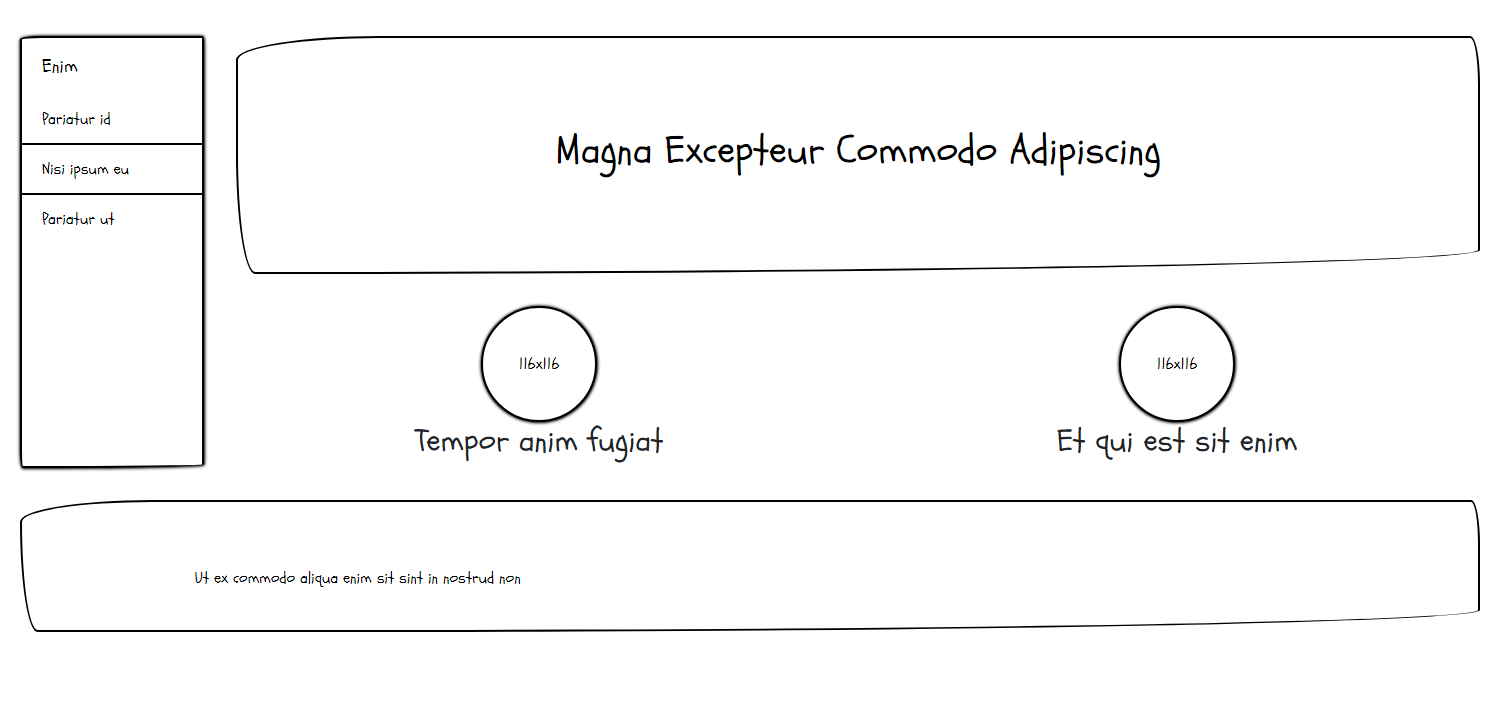 Enim
Pariatur id
Nisi ipsum eu
Pariatur ut
Magna Excepteur Commodo Adipiscing
116x116
Tempor anim fugiat
116x116
Et qui est sit enim
Ut ex commodo aliqua enim sit sint in nostrud non